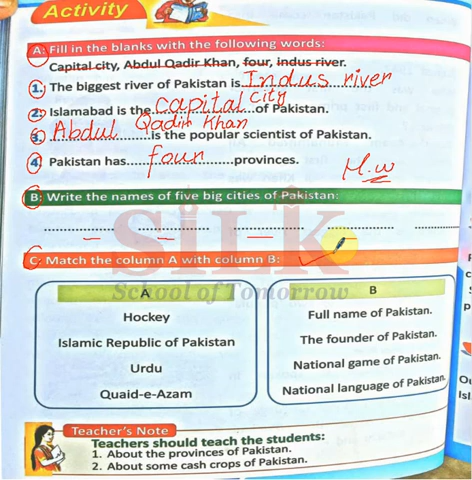 Activity
A: Fill in the blanks with the following words:
Capital city, Abdul Qadir Khan, four, indus river.
1. The biggest river of Pakistan is Indus river
2. Islamabad is the capital city of Pakistan.
3. Abdul Qadir Khan is the popular scientist of Pakistan.
4. Pakistan has four provinces.
H.w
B: Write the names of five big cities of Pakistan:
SiLK
School of Tomorrow
C: Match the column A with column B:
A
Hockey
Islamic Republic of Pakistan
Urdu
Quaid-e-Azam
B
Full name of Pakistan.
The founder of Pakistan.
National game of Pakistan.
National language of Pakistan.
Teacher's Note
Teachers should teach the students:
1. About the provinces of Pakistan.
2. About some cash crops of Pakistan.